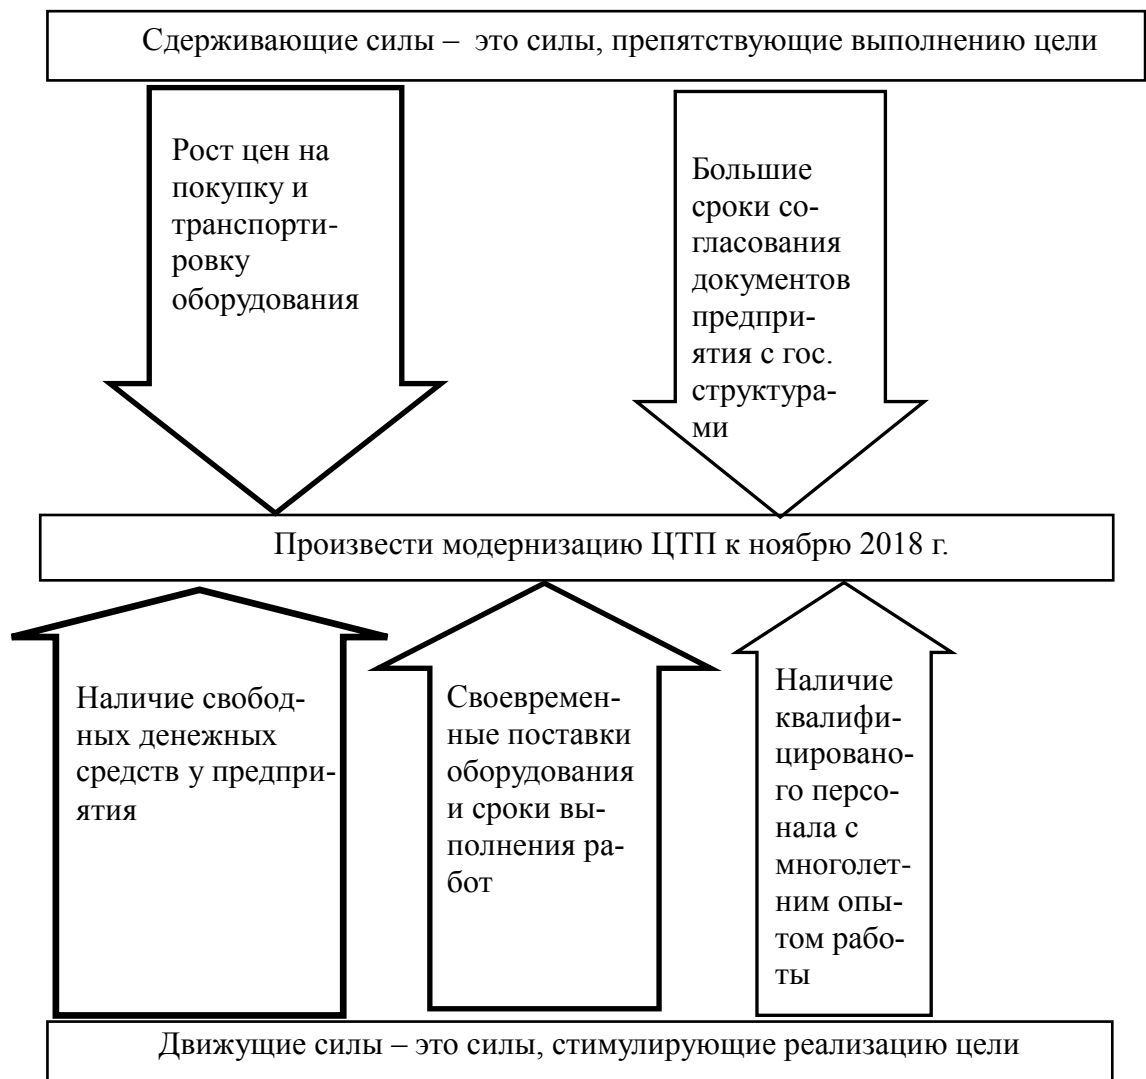 Сдерживающие силы – это силы, препятствующие выполнению цели
Рост цен на
покупку и
транспорти-
ровку
оборудования
Большие
сроки со-
гласования
документов
предпри-
ятия с гос.
структура-
ми
Произвести модернизацию ЦТП к ноябрю 2018 г.
Наличие свобод-
ных денежных
средств у предпри-
ятия
Своевремен-
ные поставки
оборудования
и сроки вы-
полнения ра-
бот
Наличие
квалифи-
цировано-
го персо-
нала с
многолет-
ним опы-
том рабо-
ты
Движущие силы – это силы, стимулирующие реализацию цели